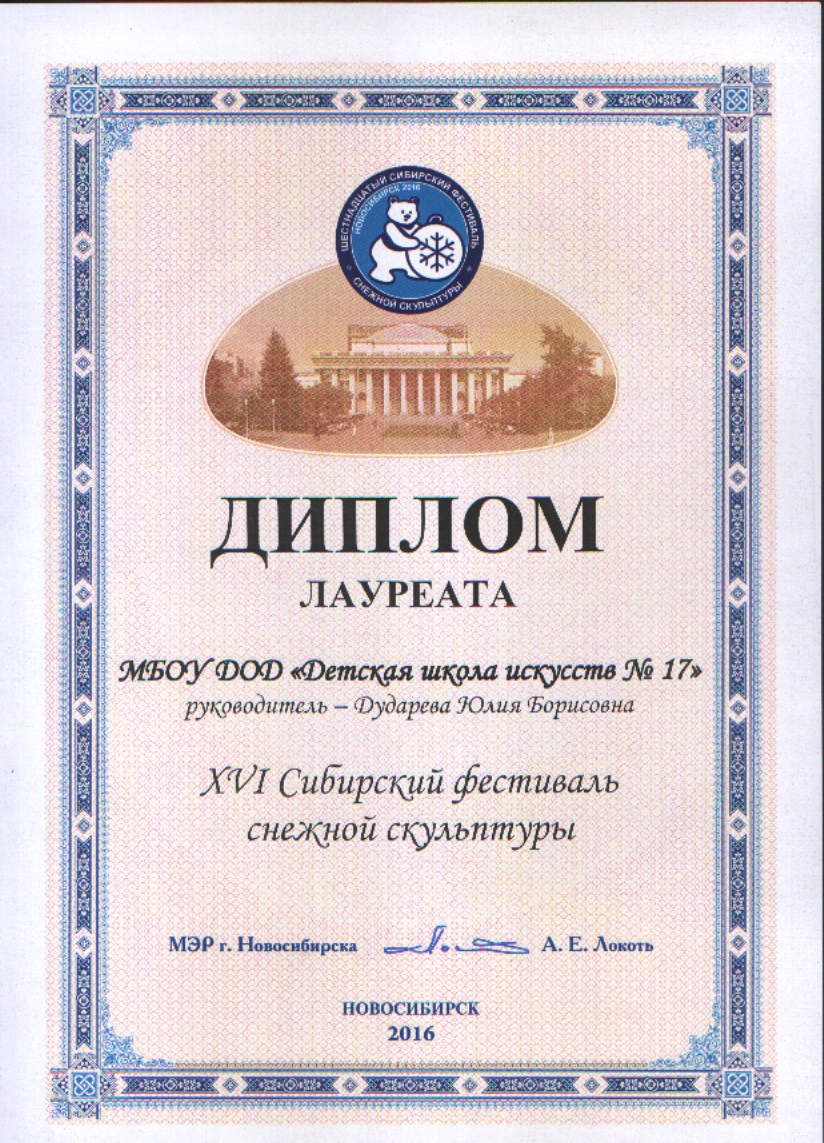 ШЕСТНАДЦАТЫЙ СИБИРСКИЙ ФЕСТИВАЛЬ
НОВОСИБИРСК 2016
СНЕЖНОЙ СКУЛЬПТУРЫ
ДИПЛОМ
ЛАУРЕАТА
МБОУ ДОД «Детская школа искусств № 17»
руководитель – Дударева Юлия Борисовна
XVI Сибирский фестиваль
снежной скульптуры
МЭР г. Новосибирска А. Е. Локоть
НОВОСИБИРСК
2016